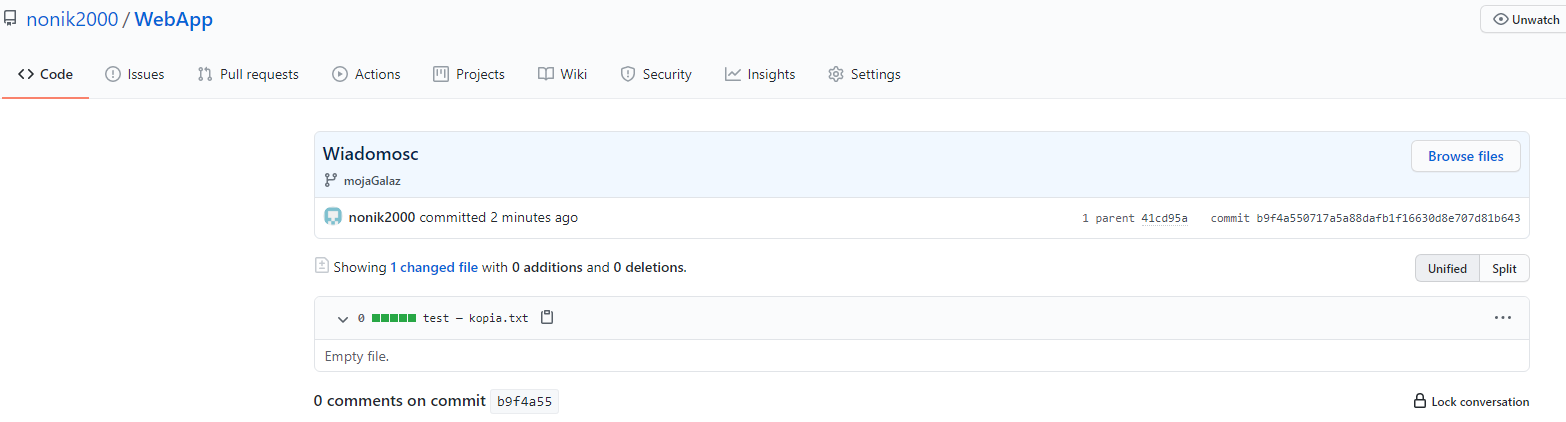 nonik2000 / WebApp
Unwatch
Code Issues Pull requests Actions Projects Wiki Security Insights Settings
Wiadomosc
Browse files
mojaGalaz
nonik2000 committed 2 minutes ago
1 parent 41cd95a commit b9f4a550717a5a88dafb1f16630d8e707d81b643
Showing 1 changed file with 0 additions and 0 deletions.
Unified Split
0 test — kopia.txt
Empty file.
0 comments on commit b9f4a55
Lock conversation